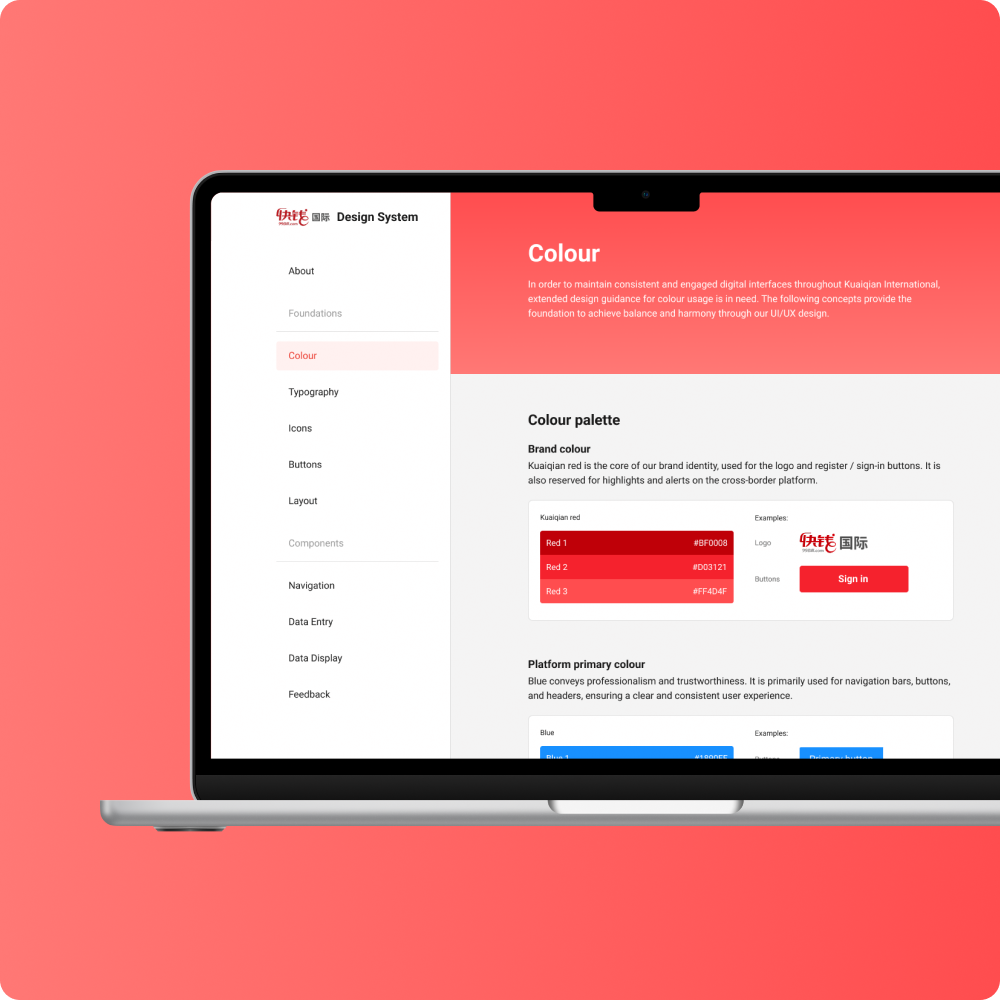 快钱 国际 Design System
99Bill.com
About
Foundations
Colour
Typography
Icons
Buttons
Layout
Components
Navigation
Data Entry
Data Display
Feedback
Colour
In order to maintain consistent and engaged digital interfaces throughout Kuaiqian International,
extended design guidance for colour usage is in need. The following concepts provide the
foundation to achieve balance and harmony through our UI/UX design.
Colour palette
Brand colour
Kuaiqian red is the core of our brand identity, used for the logo and register / sign-in buttons. It is
also reserved for highlights and alerts on the cross-border platform.
Kuaiqian red
Red 1 #BF0008
Red 2 #D03121
Red 3 #FF4D4F
Examples:
Logo 快钱 国际
99Bill.com
Buttons Sign in
Platform primary colour
Blue conveys professionalism and trustworthiness. It is primarily used for navigation bars, buttons,
and headers, ensuring a clear and consistent user experience.
Blue
Blue 1 #1890FF
Examples:
Buttons Primary button